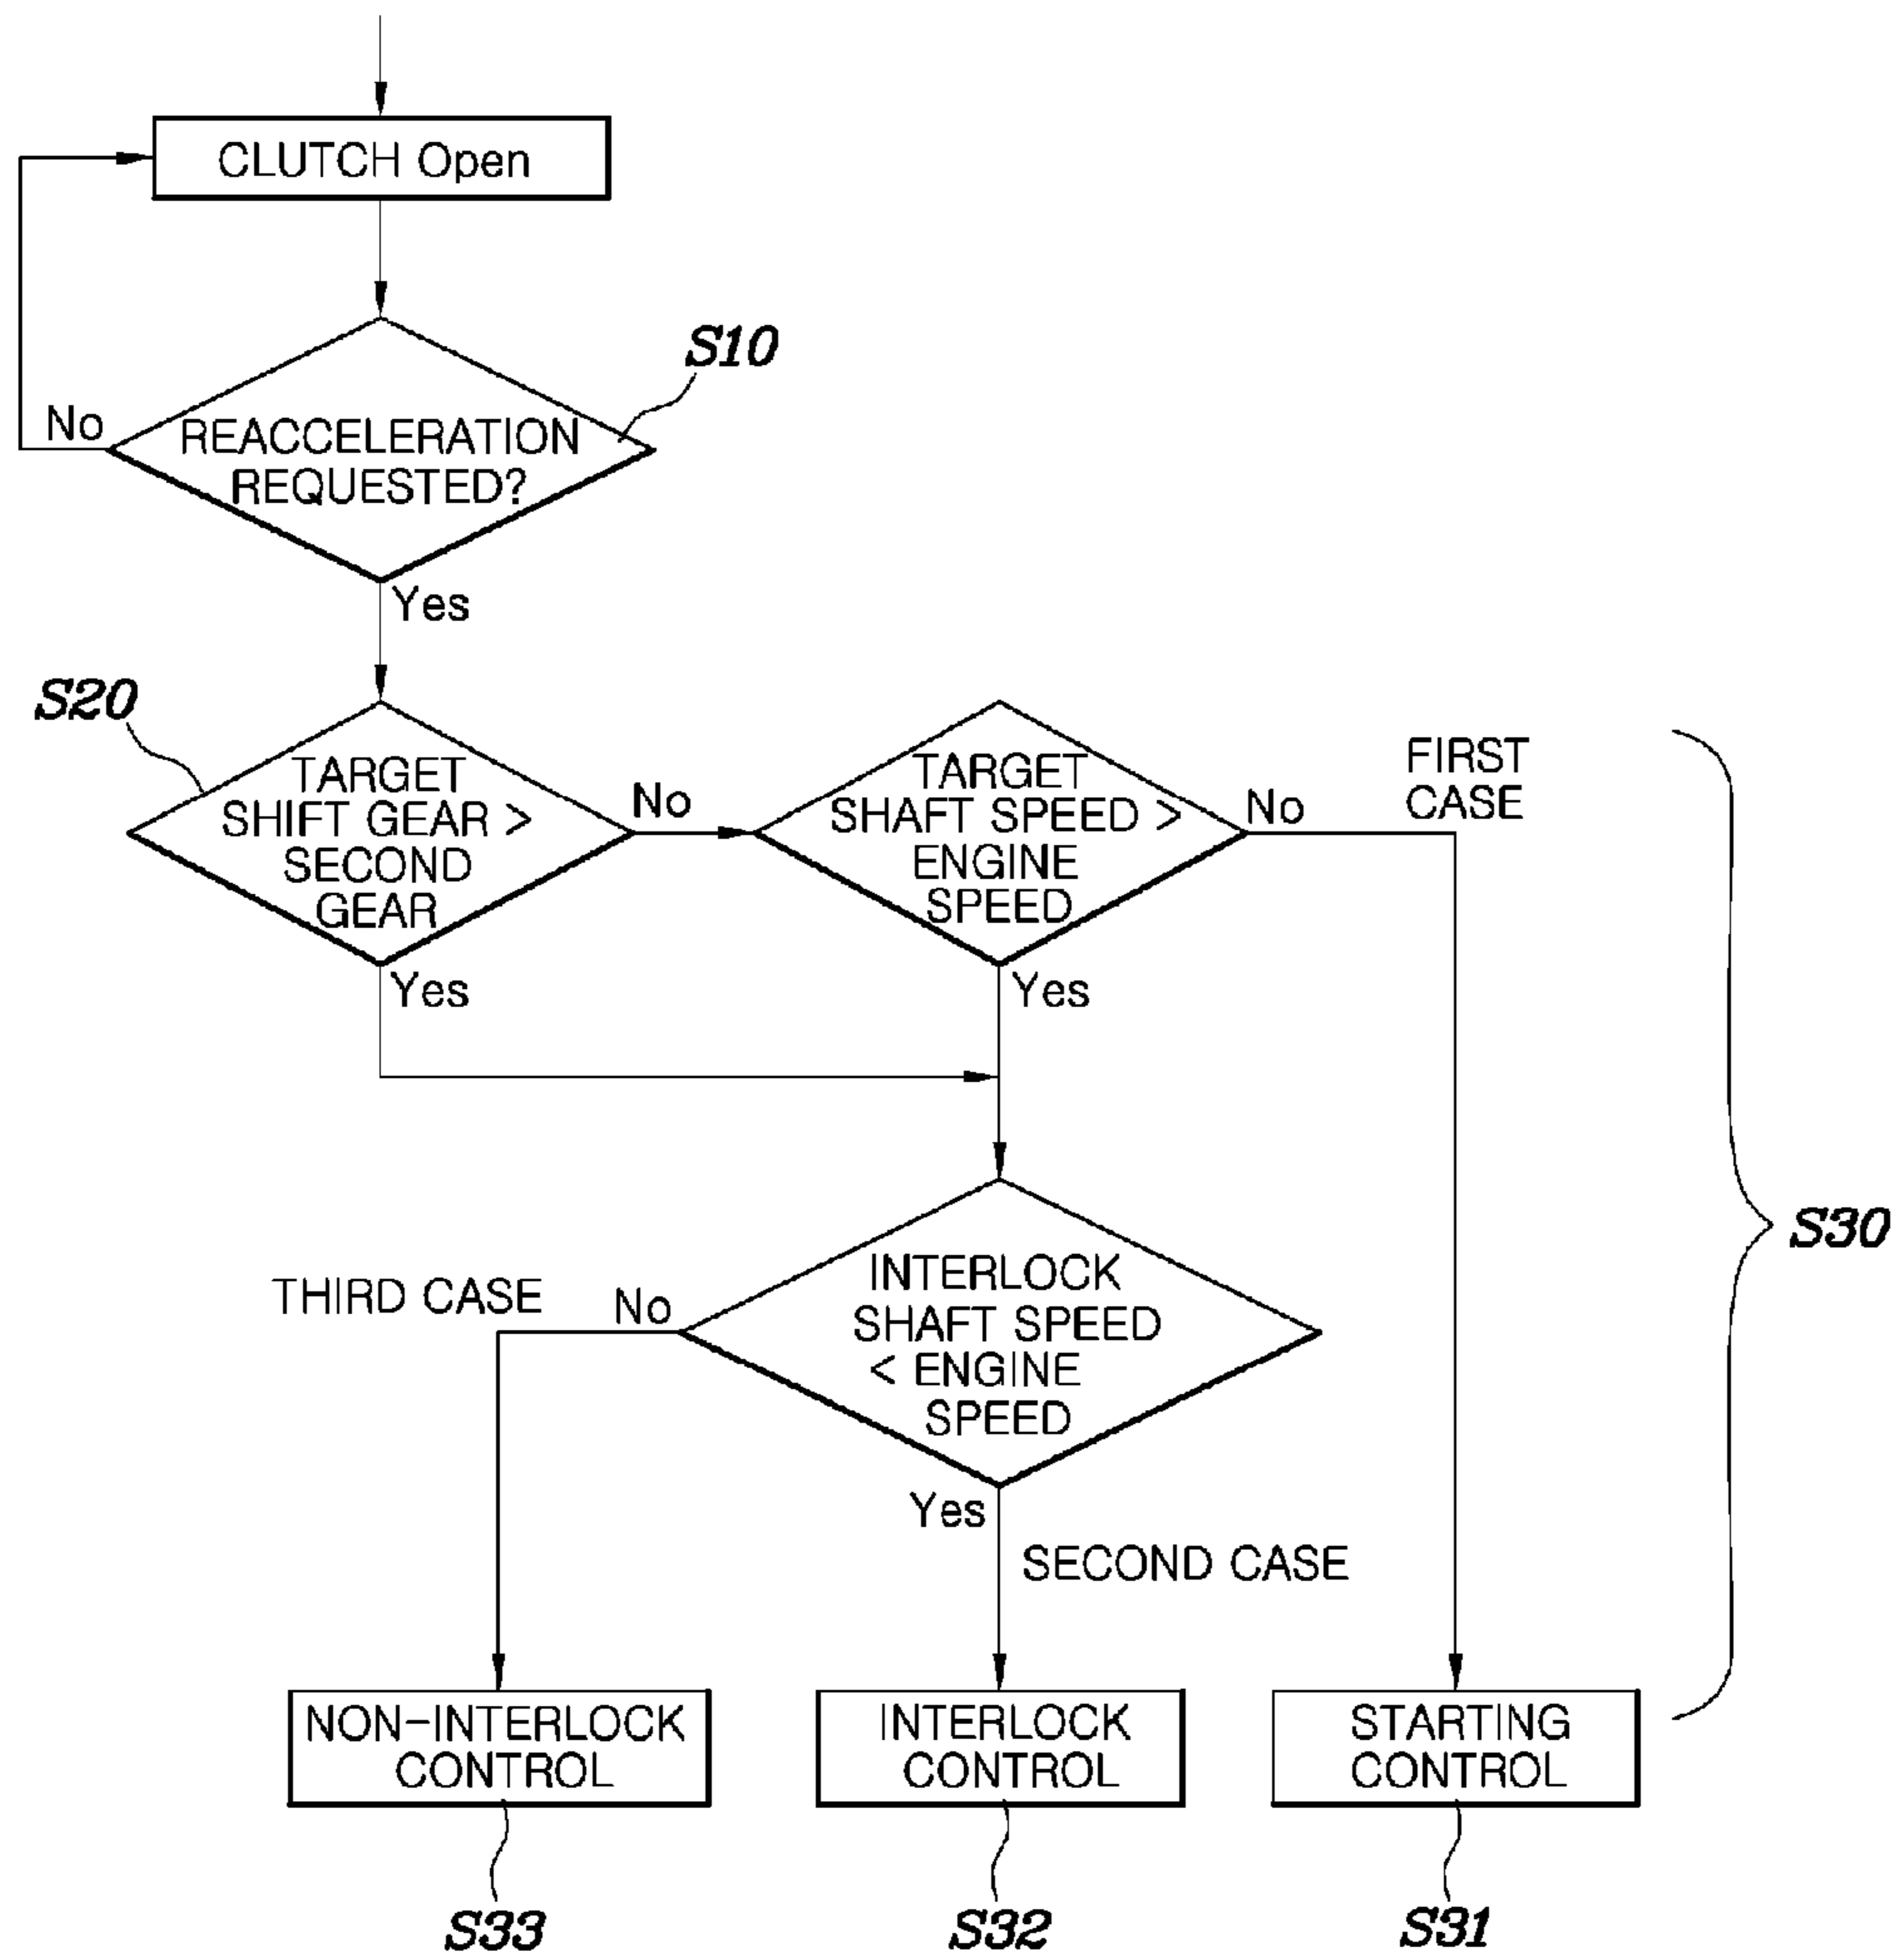 CLUTCH Open
S10
No
REACCELERATION
REQUESTED?
Yes
S20
TARGET
SHIFT GEAR >
SECOND
GEAR
No
TARGET
SHAFT SPEED >
ENGINE
SPEED
No
FIRST
CASE
Yes
Yes
S30
THIRD CASE
No
INTERLOCK
SHAFT SPEED
< ENGINE
SPEED
Yes
SECOND CASE
NON-INTERLOCK
CONTROL
INTERLOCK
CONTROL
STARTING
CONTROL
S33
S32
S31